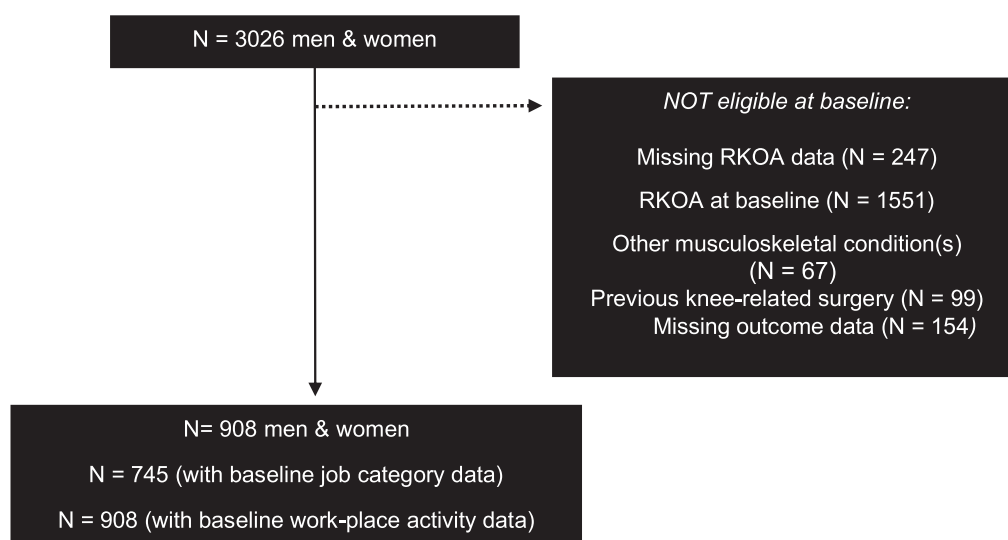 N = 3026 men & women
NOT eligible at baseline:
Missing RKOA data (N = 247)
RKOA at baseline (N = 1551)
Other musculoskeletal condition(s)
(N = 67)
Previous knee-related surgery (N = 99)
Missing outcome data (N = 154)
N= 908 men & women
N = 745 (with baseline job category data)
N = 908 (with baseline work-place activity data)